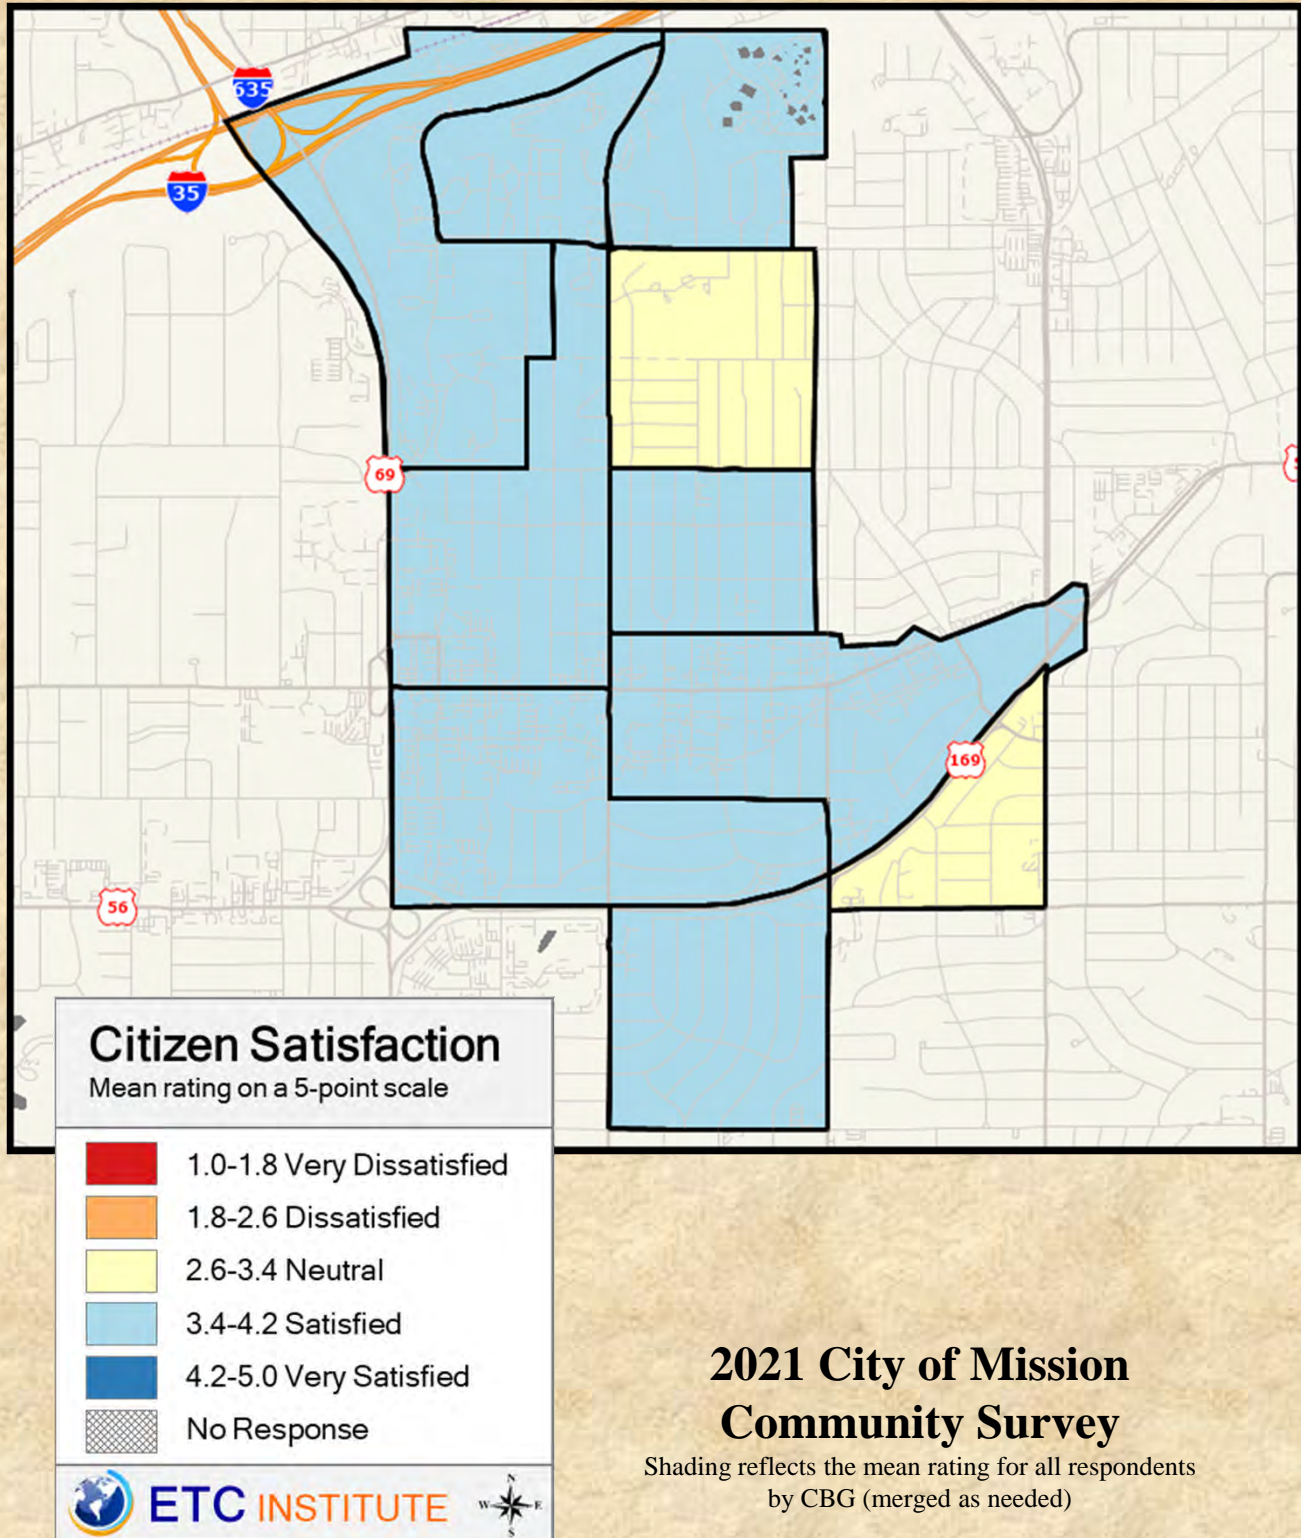 635
35
69
169
56
Citizen Satisfaction
Mean rating on a 5-point scale
1.0-1.8 Very Dissatisfied
1.8-2.6 Dissatisfied
2.6-3.4 Neutral
3.4-4.2 Satisfied
4.2-5.0 Very Satisfied
No Response
ETC INSTITUTE
N
W E
S
2021 City of Mission
Community Survey
Shading reflects the mean rating for all respondents
by CBG (merged as needed)